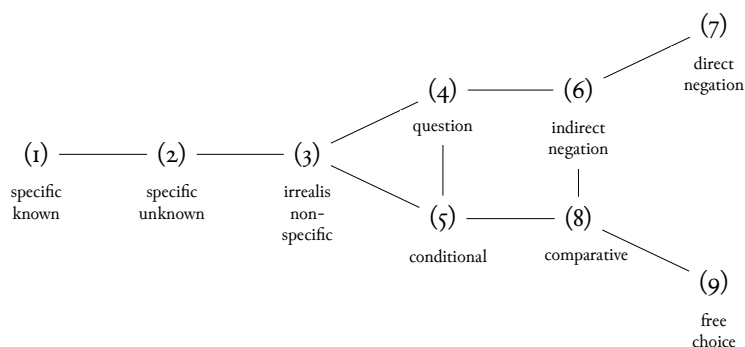 (7)
direct
negation
(4)
question
(6)
indirect
negation
(1)
specific
known
(2)
specific
unknown
(3)
irrealis
non-
specific
(5)
conditional
(8)
comparative
(9)
free
choice